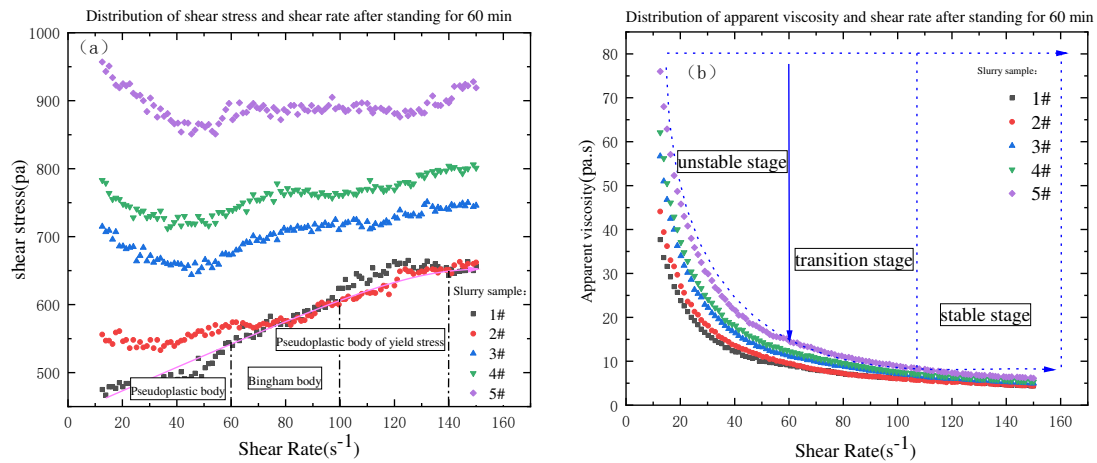 Distribution of shear stress and shear rate after standing for 60 min
(a)
1000
900
800
700
600
500
shear stress(pa)
Slurry sample:
1#
2#
3#
4#
5#
Pseudoplastic body of yield stress
Pseudoplastic body
Bingham body
0 20 40 60 80 100 120 140 160
Shear Rate(s-1)
Distribution of apparent viscosity and shear rate after standing for 60 min
(b)
80
70
60
50
40
30
20
10
0
Apparent viscosity(pa.s)
Slurry sample:
1#
2#
3#
4#
5#
unstable stage
transition stage
stable stage
0 20 40 60 80 100 120 140 160
Shear Rate(s-1)